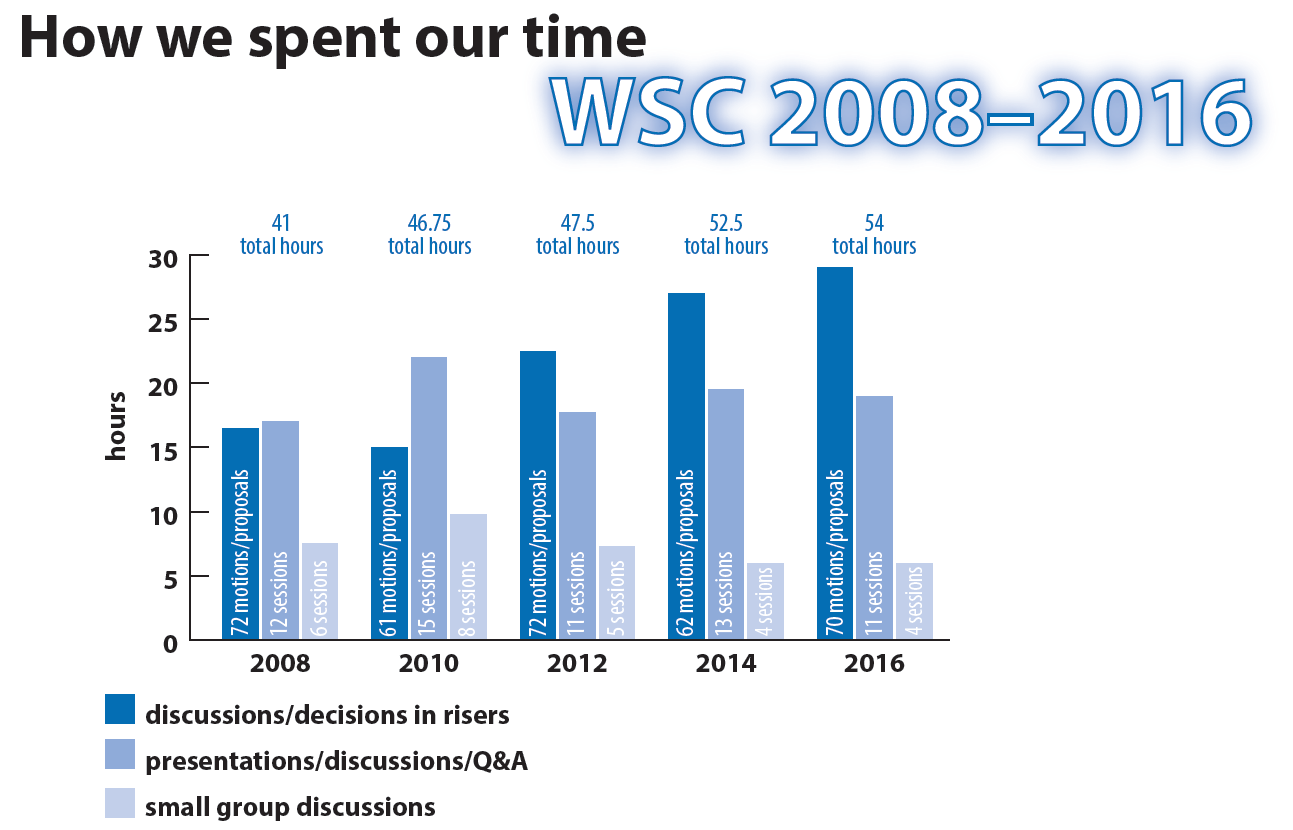 How we spent our time
WSC 2008–2016
41
total hours
46.75
total hours
47.5
total hours
52.5
total hours
54
total hours
30
25
20
15
10
5
0
hours
72 motions/proposals
12 sessions
6 sessions
61 motions/proposals
15 sessions
8 sessions
72 motions/proposals
11 sessions
5 sessions
62 motions/proposals
13 sessions
4 sessions
70 motions/proposals
11 sessions
4 sessions
2008
2010
2012
2014
2016
discussions/decisions in risers
presentations/discussions/Q&A
small group discussions